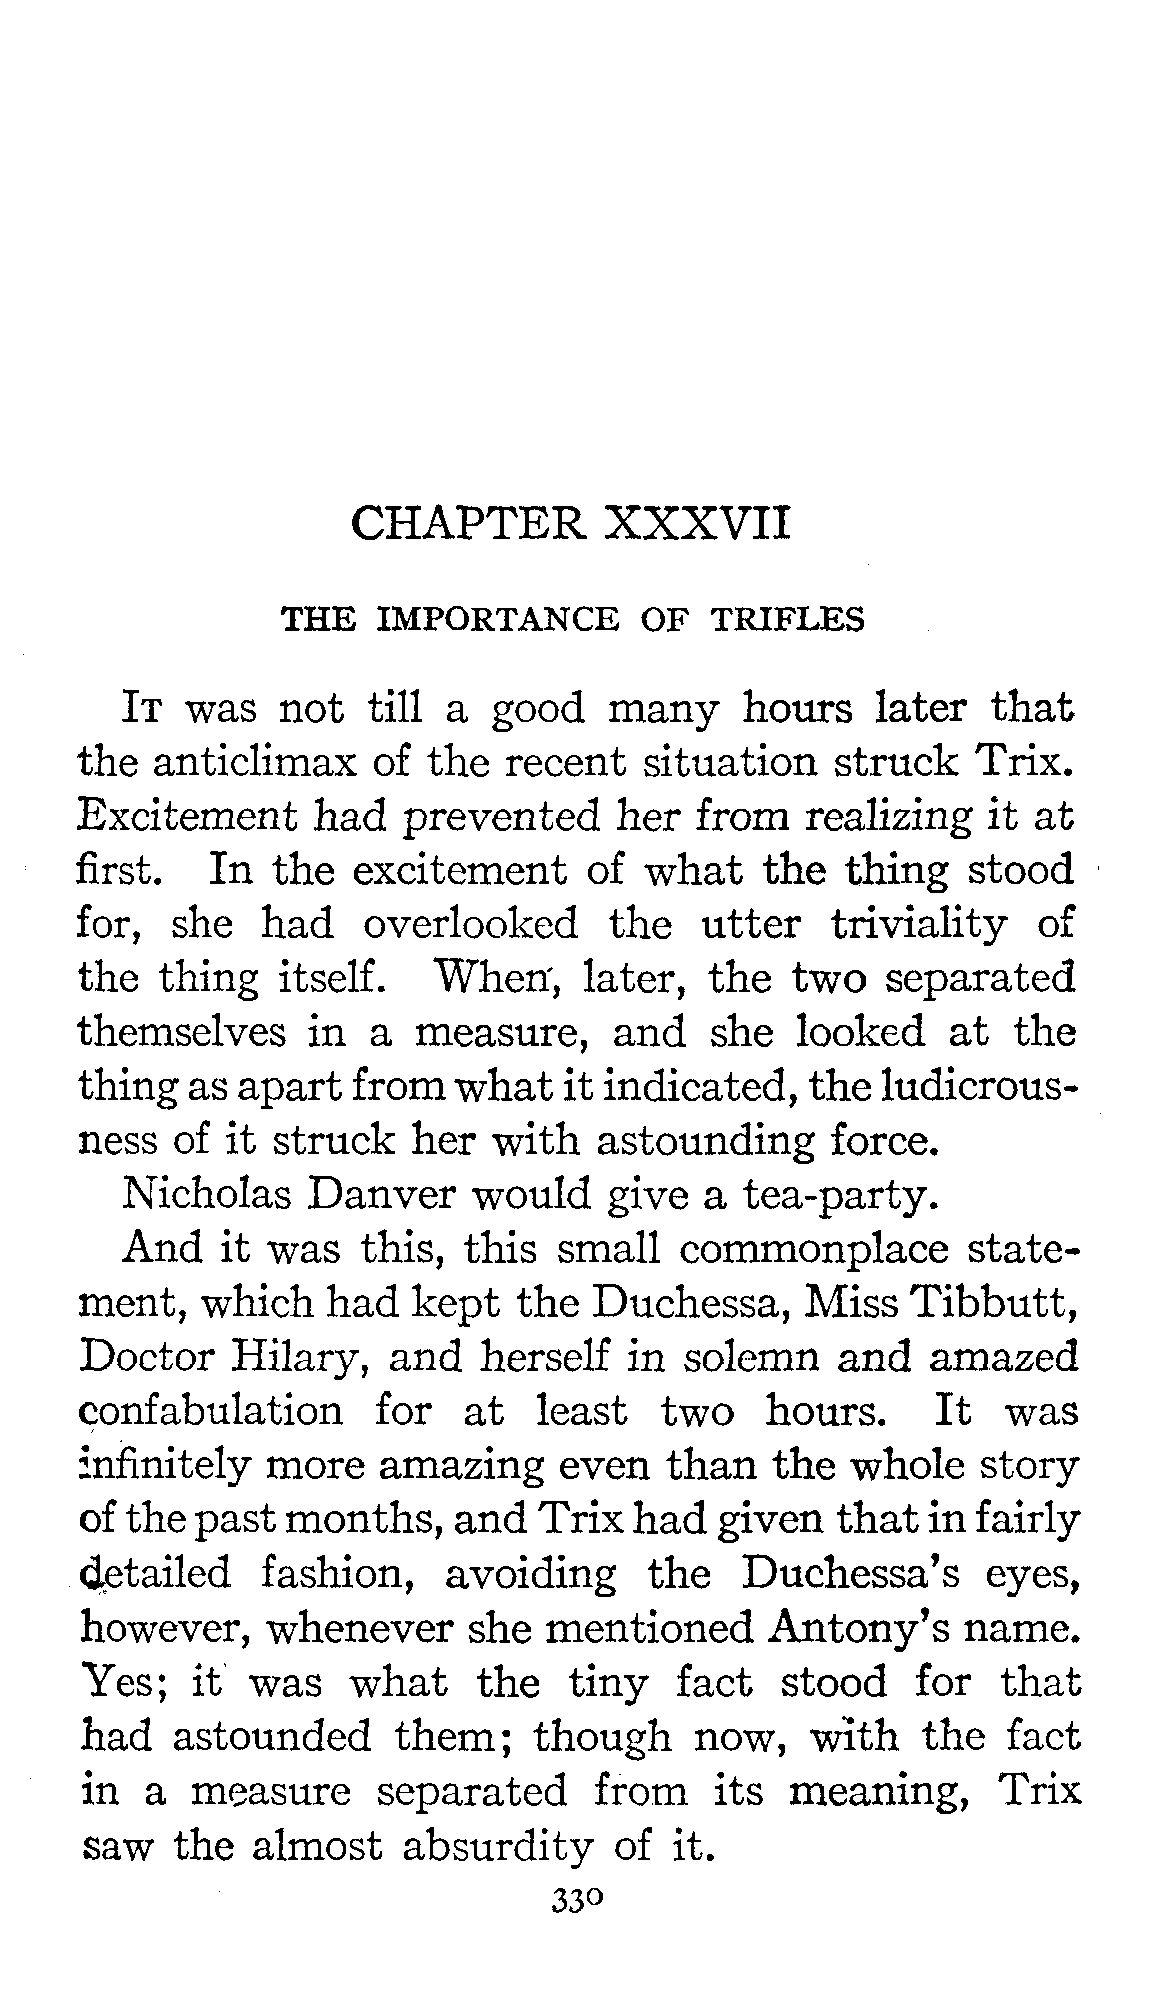 CHAPTER XXXVII
THE IMPORTANCE OF TRIFLES
IT was not till a good many hours later that
the anticlimax of the recent situation struck Trix.
Excitement had prevented her from realizing it at
first. In the excitement of what the thing stood
for, she had overlooked the utter triviality of
the thing itself. When, later, the two separated
themselves in a measure, and she looked at the
thing as apart from what it indicated, the ludicrous-
ness of it struck her with astounding force.
Nicholas Danver would give a tea-party.
And it was this, this small commonplace state-
ment, which had kept the Duchessa, Miss Tibbutt,
Doctor Hilary, and herself in solemn and amazed
confabulation for at least two hours. It was
infinitely more amazing even than the whole story
of the past months, and Trix had given that in fairly
detailed fashion, avoiding the Duchessa's eyes,
however, whenever she mentioned Antony's name.
Yes; it was what the tiny fact stood for that
had astounded them; though now, with the fact
in a measure separated from its meaning, Trix
saw the almost absurdity of it.
330